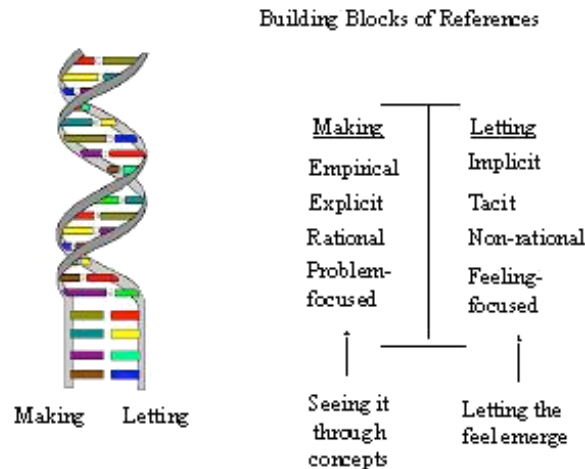 Building Blocks of References
Making
Empirical
Explicit
Rational
Problem-
focused
Letting
Implicit
Tacit
Non-rational
Feeling-
focused
Seeing it
through
concepts
Letting the
feel emerge
Making Letting